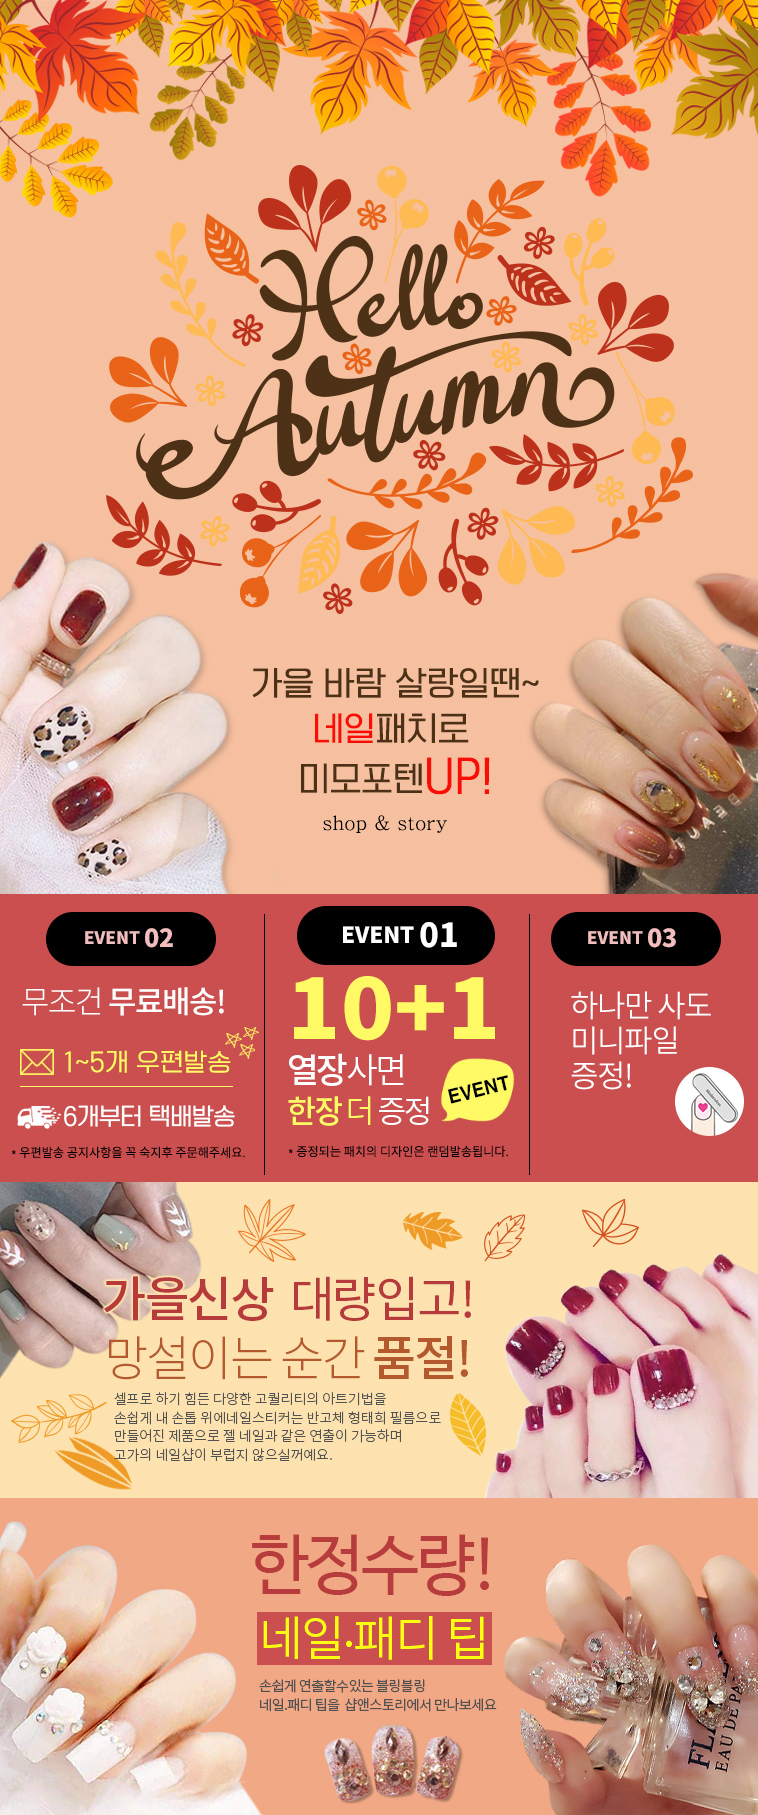 Hello
Autumn
가을 바람 살랑일땐~
네일패치로
미모포텐UP!
shop & story
EVENT 02
무조건 무료배송!
1~5개 우편발송
6개부터 택배발송
* 우편발송 공지사항을 꼭 숙지후 주문해주세요.
EVENT 01
10+1
열장사면
한장 더 증정
EVENT
* 증정되는 패치의 디자인은 랜덤발송됩니다.
EVENT 03
하나만 사도
미니파일
증정!
가을신상 대량입고!
망설이는 순간 품절!
셀프로 하기 힘든 다양한 고퀄리티의 아트기법을
손쉽게 내 손톱 위에네일스티커는 반고체 형태희 필름으로
만들어진 제품으로 젤 네일과 같은 연출이 가능하며
고가의 네일샵이 부럽지 않으실꺼예요.
한정수량!
네일·패디 팁
손쉽게 연출할수있는 블링블링
네일.패디 팁을 샵앤스토리에서 만나보세요
EAU DE